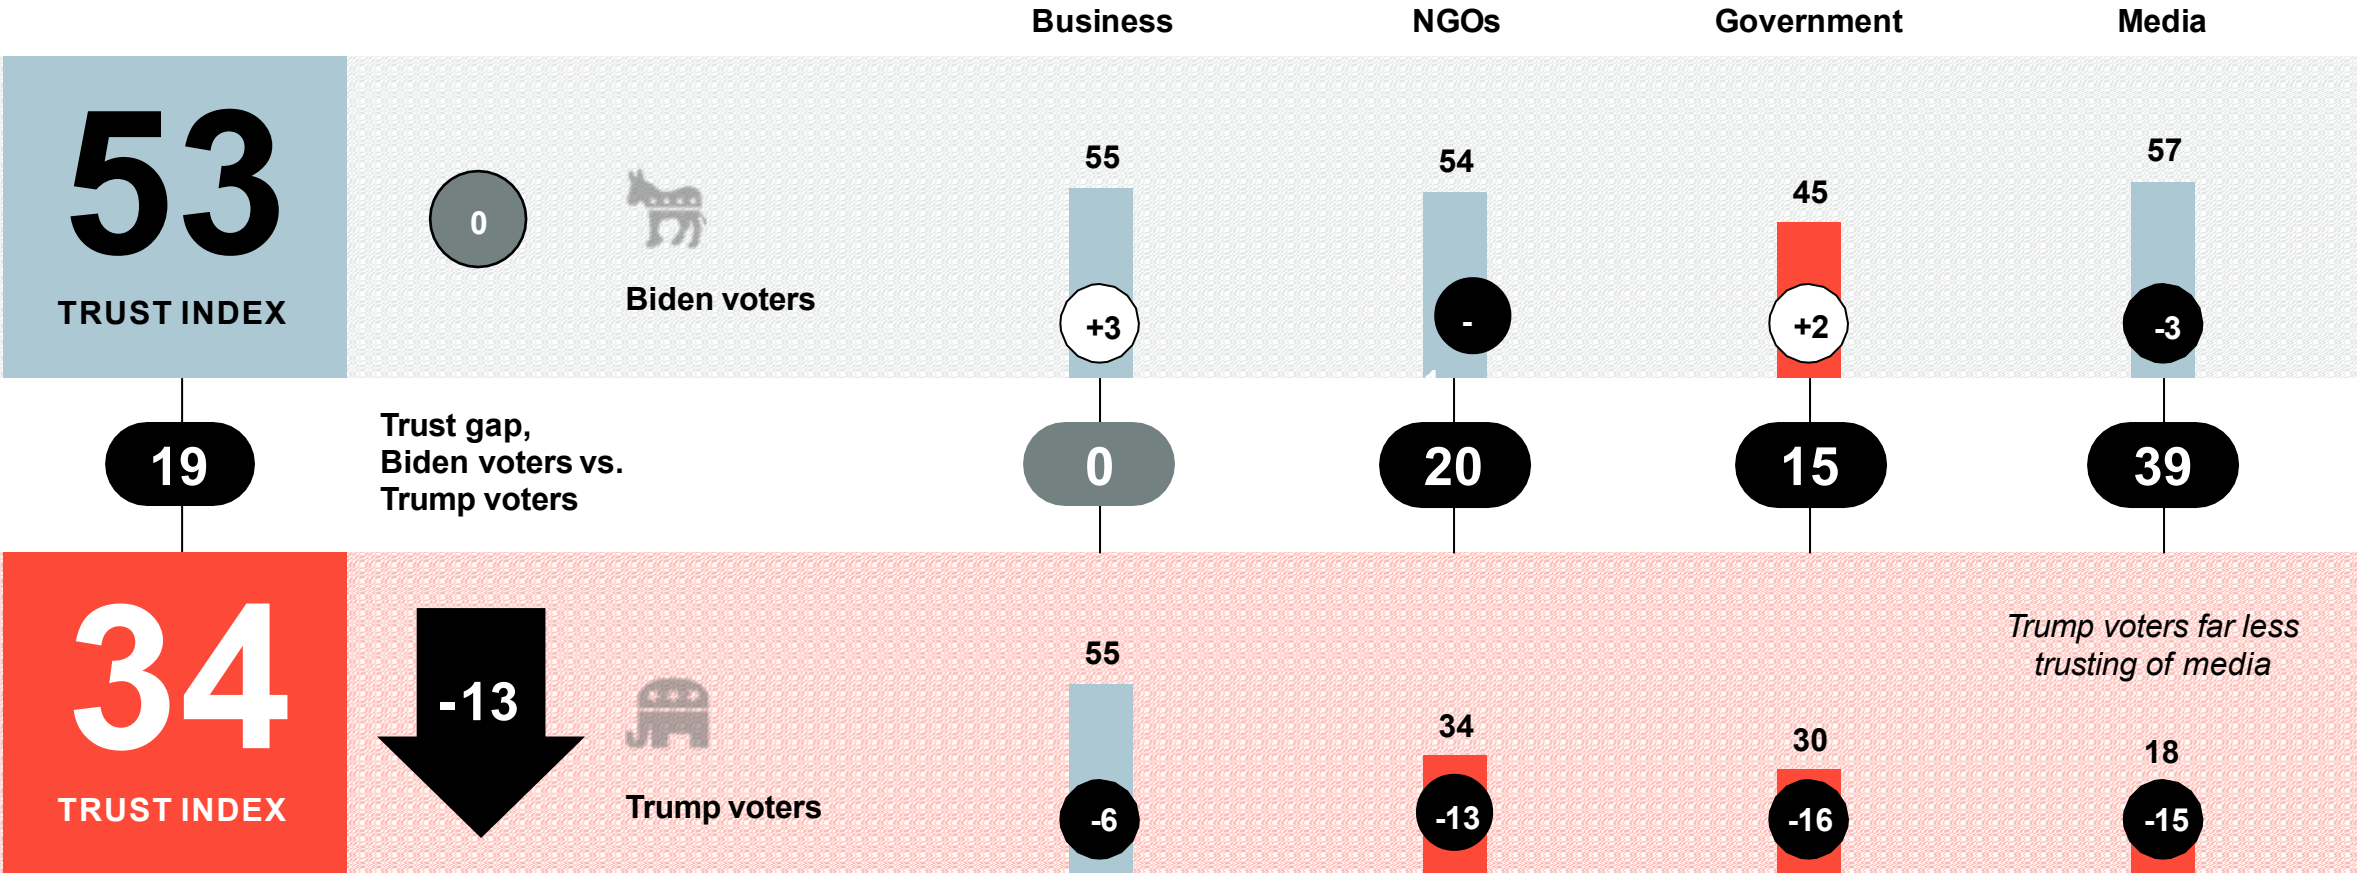 Business NGOs Government Media
53
TRUST INDEX
0
Biden voters
55 54 45 57
+3 - +2 -3
1
19
Trust gap,
Biden voters vs.
Trump voters
0 20 15 39
34
TRUST INDEX
-13
Trump voters
Trump voters far less
trusting of media
55 34 30 18
-6 -13 -16 -15